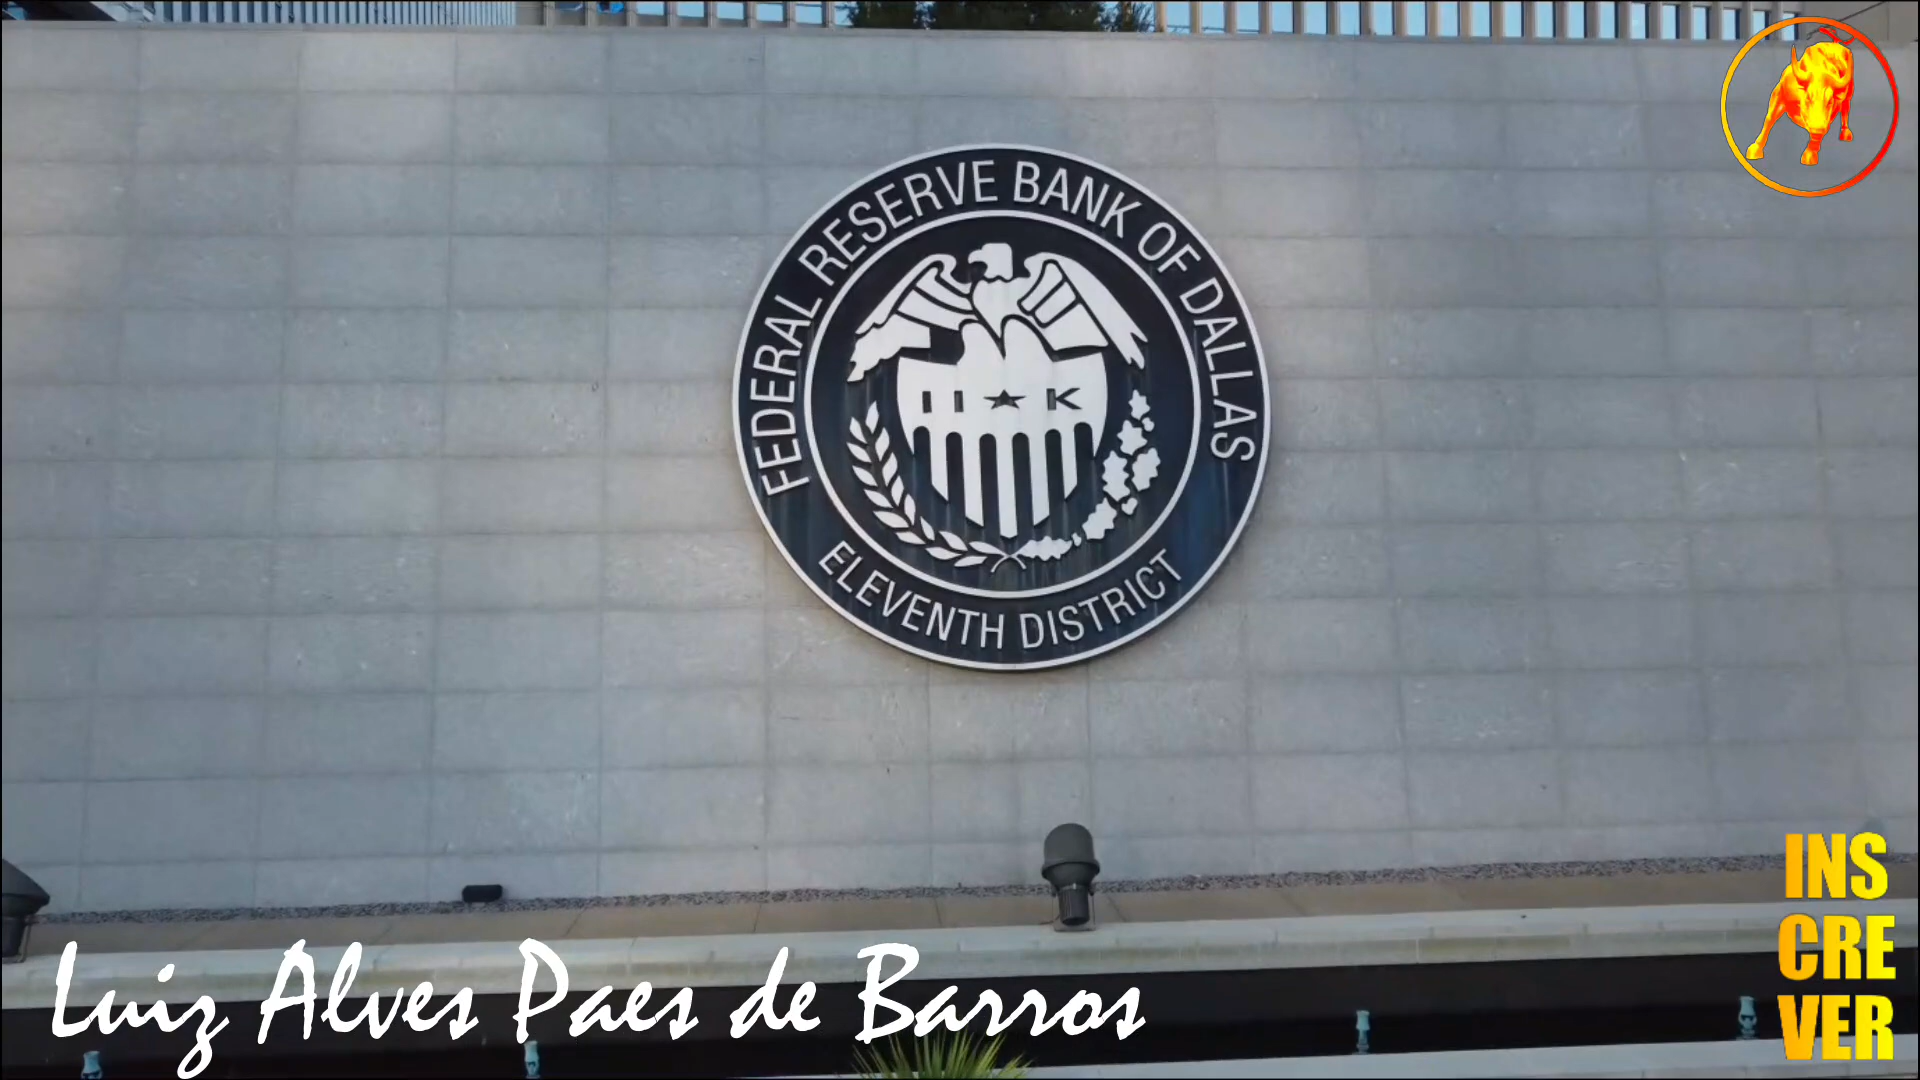 FEDERAL RESERVE BANK OF DALLAS
11★K
ELEVENTH DISTRICT
Luiz Alves Paes de Barros
INS
CRE
VER